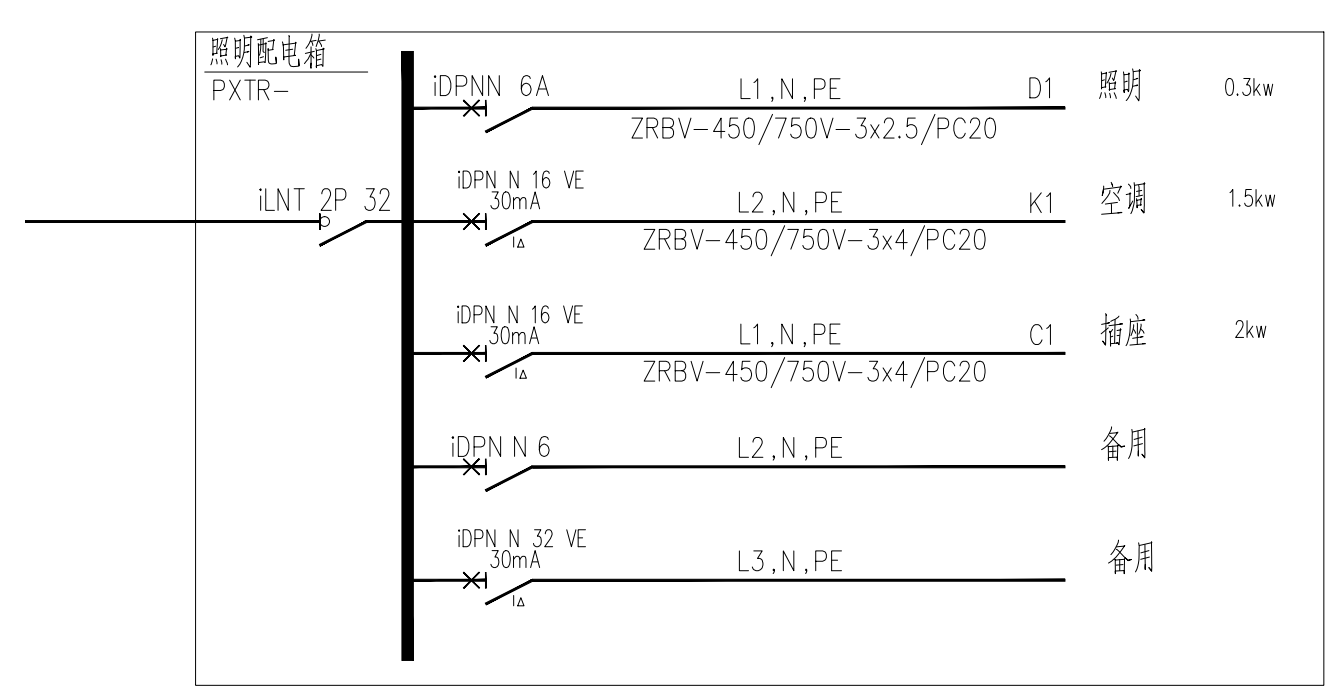 照明配电箱
PXTR-
iDPNN 6A
L1,N,PE
D1
照明
0.3kw
ZRBV-450/750V-3x2.5/PC20
iLNT 2P 32
iDPN N 16 VE
30mA
L2,N,PE
K1
空调
1.5kw
ZRBV-450/750V-3x4/PC20
iDPN N 16 VE
30mA
L1,N,PE
C1
插座
2kw
ZRBV-450/750V-3x4/PC20
iDPN N 6
L2,N,PE
备用
iDPN N 32 VE
30mA
L3,N,PE
备用